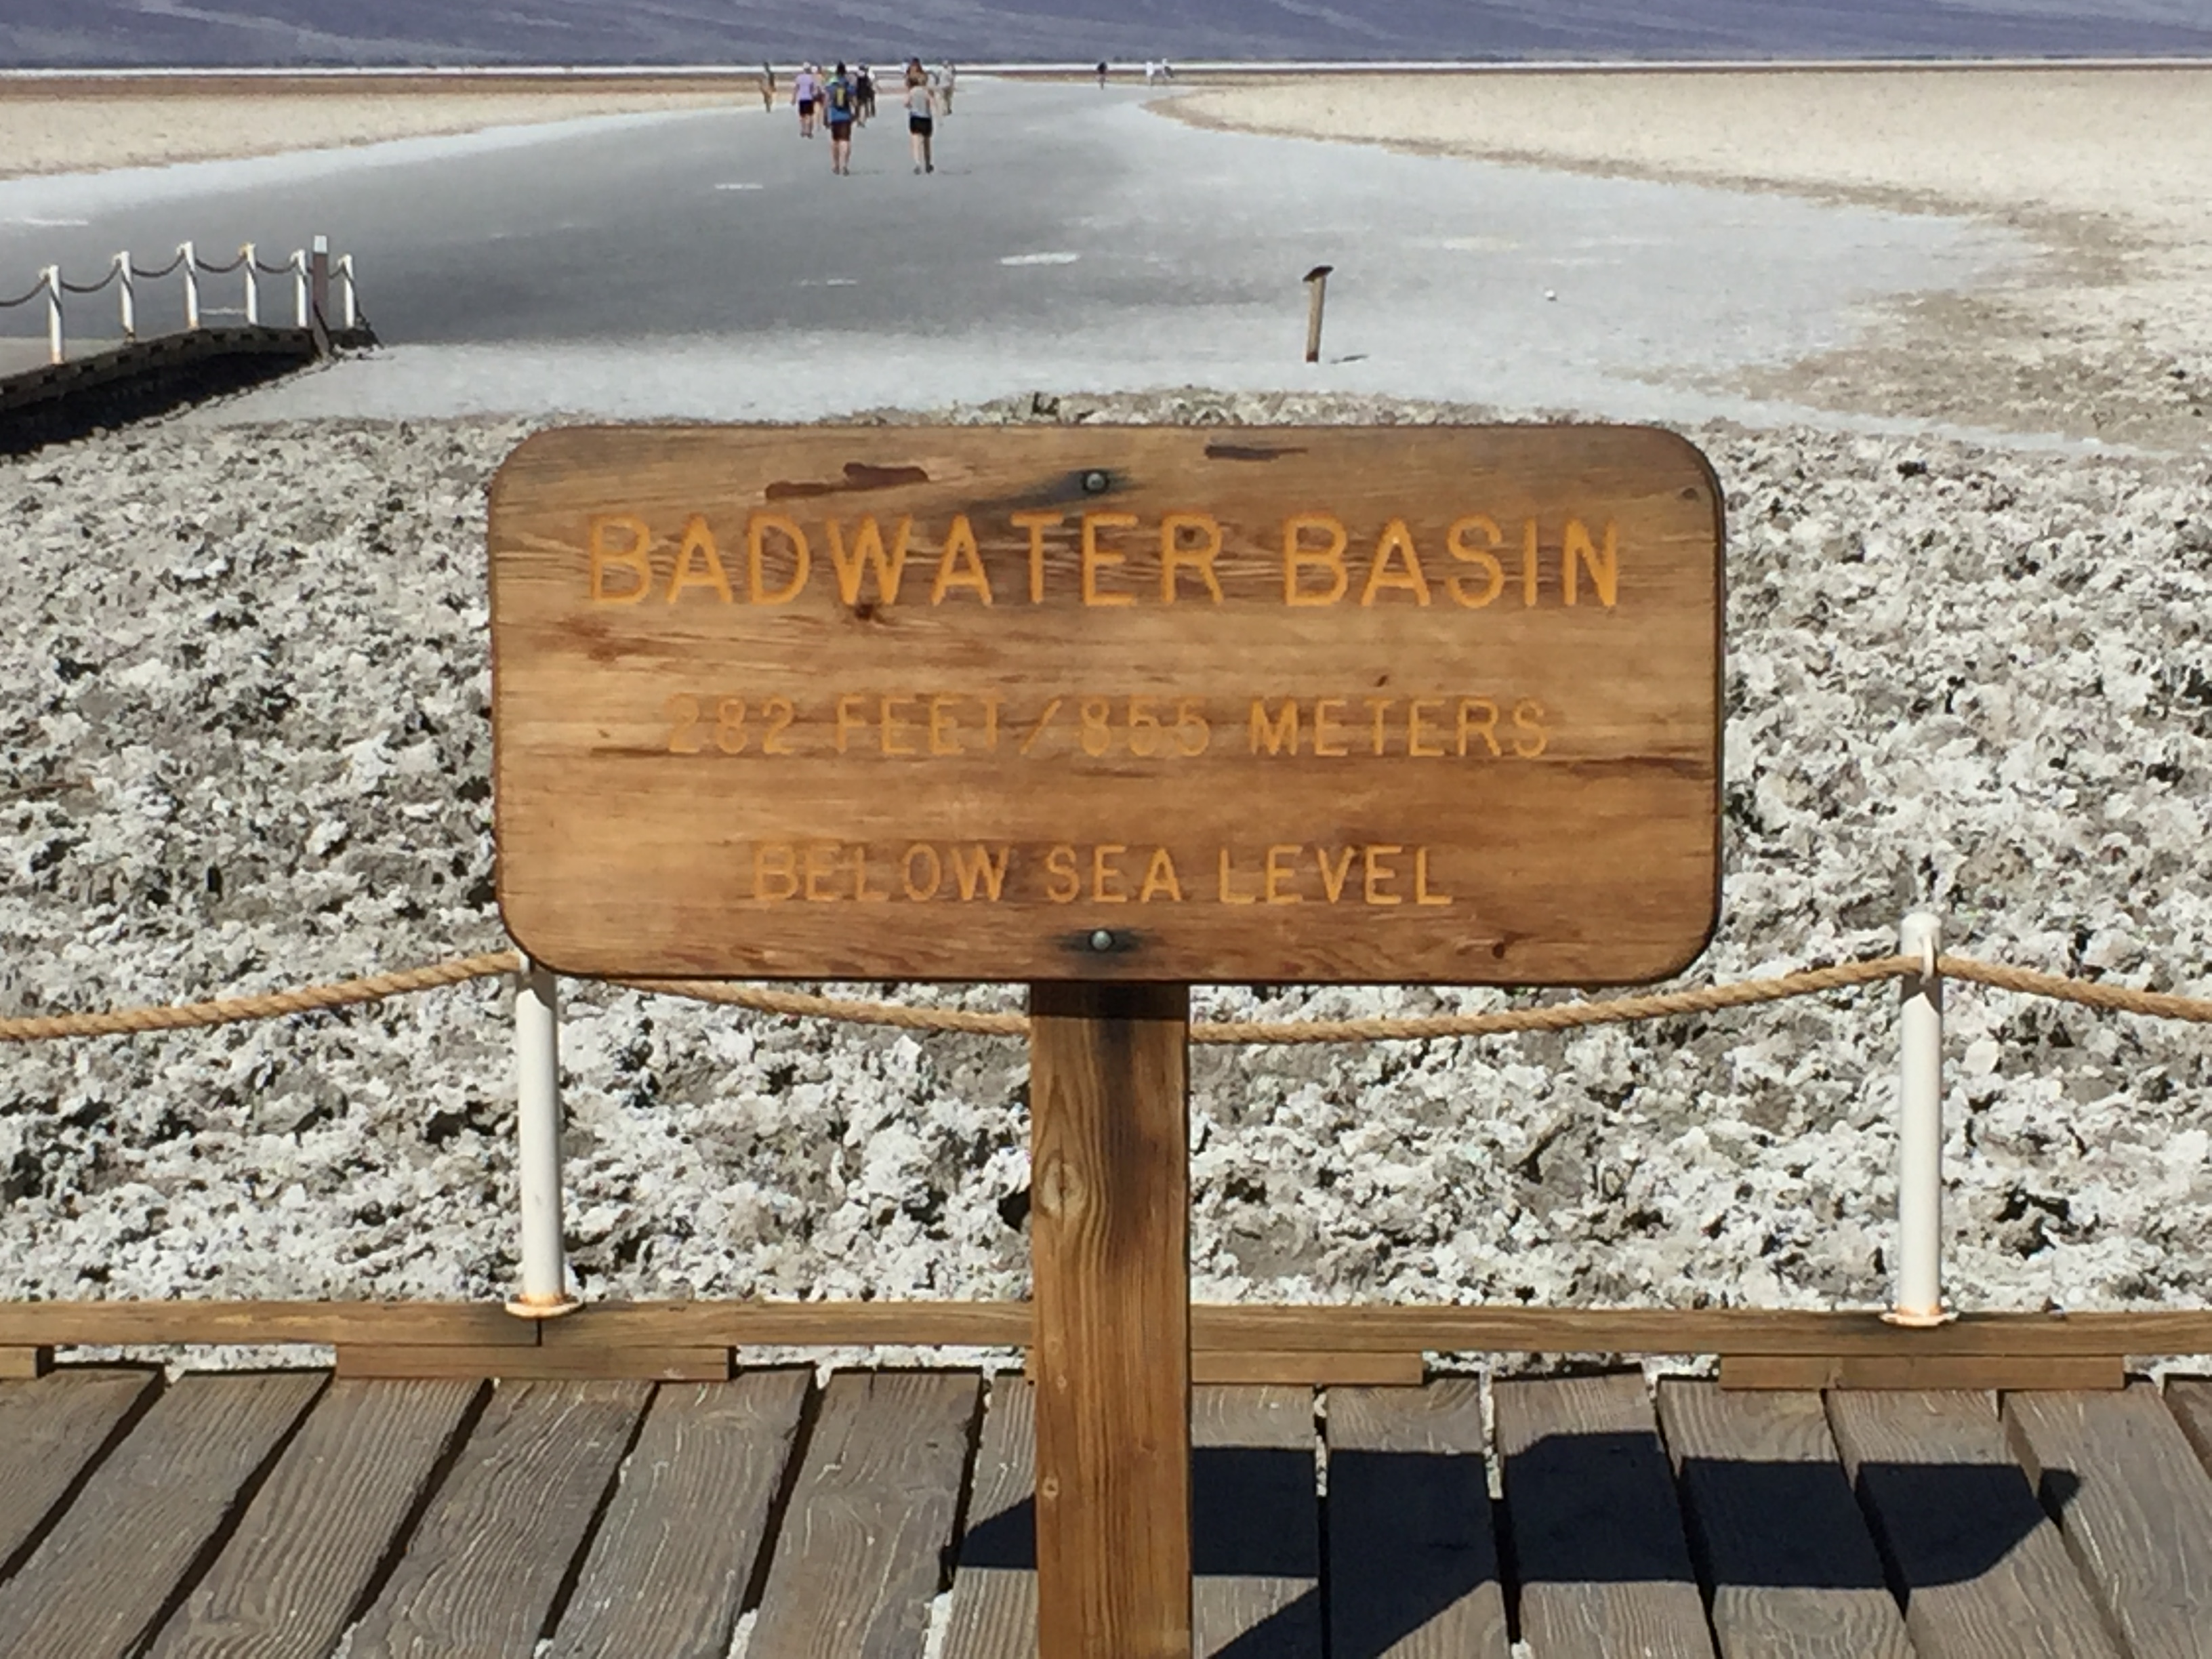 BADWATER BASIN
282 FEET/855 METERS
BELOW SEA LEVEL